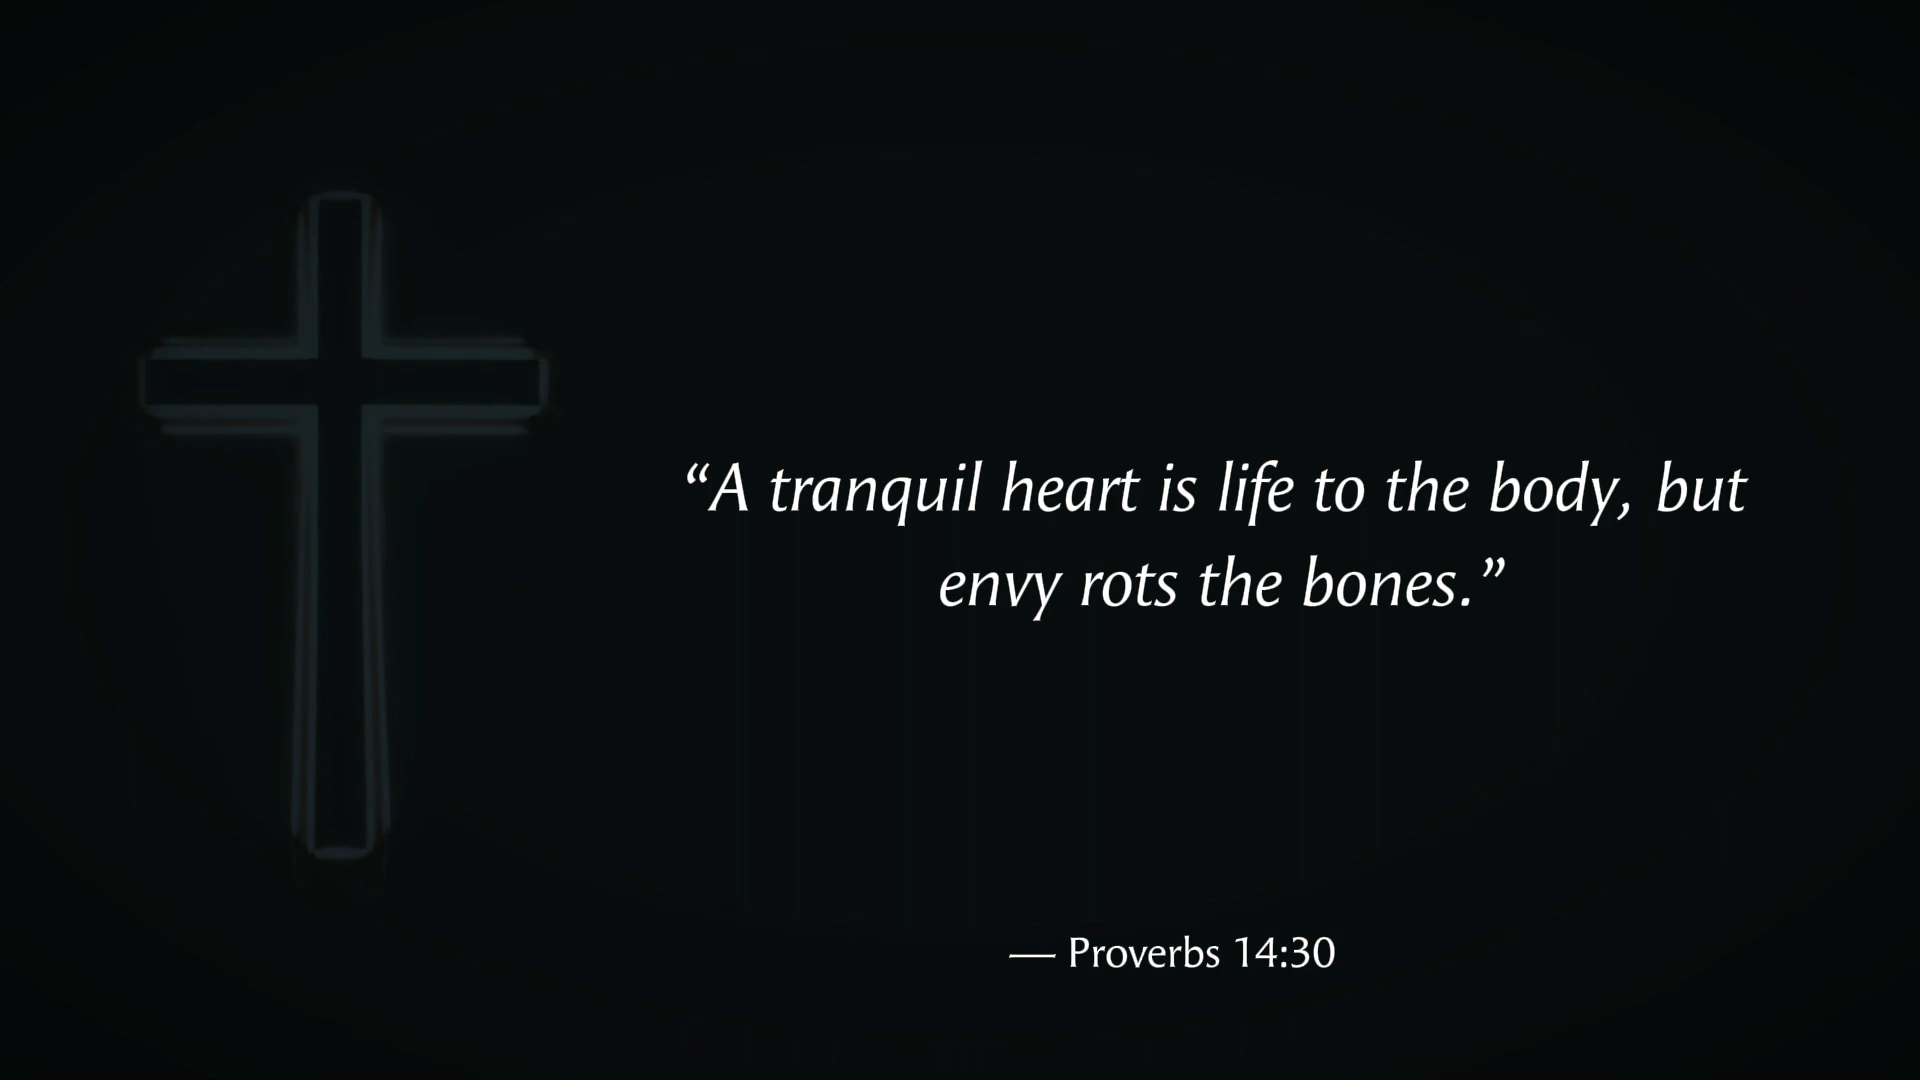 “A tranquil heart is life to the body, but
envy rots the bones.”
— Proverbs 14:30